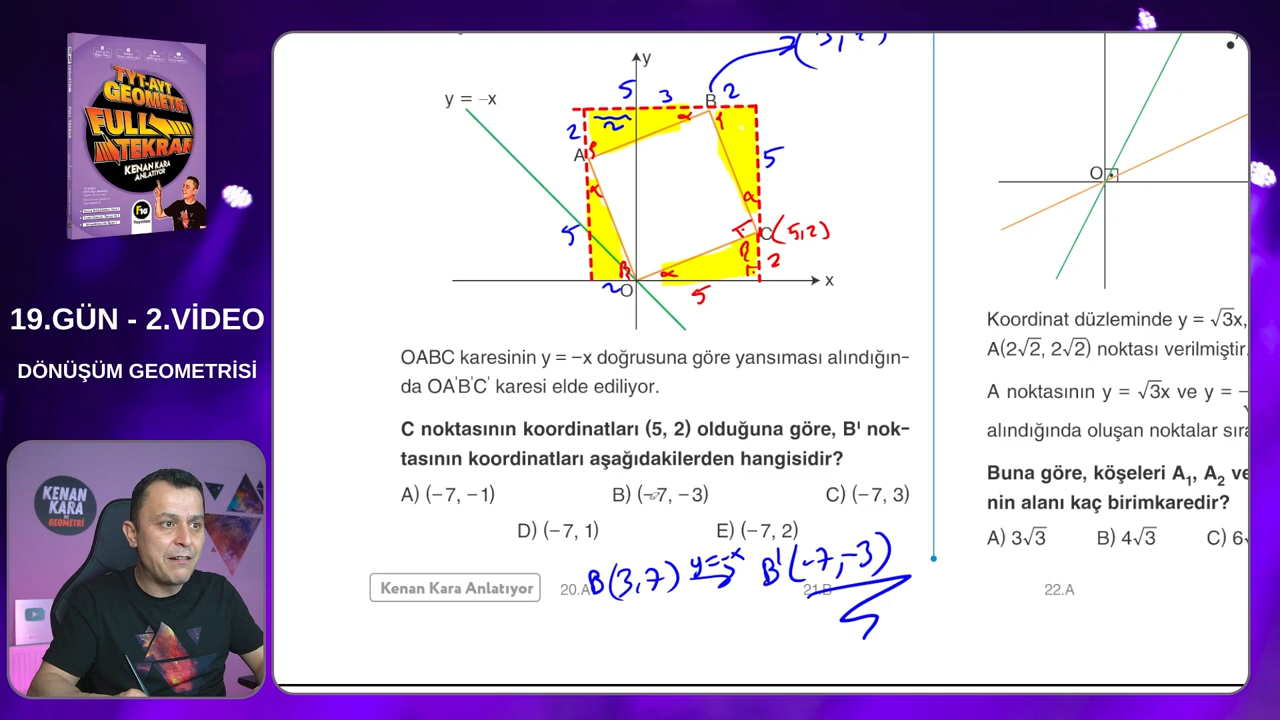 TYT-AYT
GEOMETRİ
FULL
TEKRAR
KENAN KARA
ANLATIYOR
F10
19.GÜN - 2.VİDEO
DÖNÜŞÜM GEOMETRİSİ
KENAN
KARA
GEOMETRİ
y
y = −x
5
3
B
2
2
2
A
β
α
α
5
5
α
C
(5,2)
β
β
α
2
2
O
5
x
OABC karesinin y = −x doğrusuna göre yansıması alındığın-
da OA'B'C' karesi elde ediliyor.
C noktasının koordinatları (5, 2) olduğuna göre, B' nok-
tasının koordinatları aşağıdakilerden hangisidir?
A) (−7, −1) B) (−7, −3) C) (−7, 3)
D) (−7, 1) E) (−7, 2)
B(3,7) y=-x B'(-7,-3)
Kenan Kara Anlatıyor 20.A 21.B 22.A
O
Koordinat düzleminde y = √3x,
A(2√2, 2√2) noktası verilmiştir.
A noktasının y = √3x ve y = −
alındığında oluşan noktalar sıra
Buna göre, köşeleri A₁, A₂ ve
nin alanı kaç birimkaredir?
A) 3√3 B) 4√3 C) 6